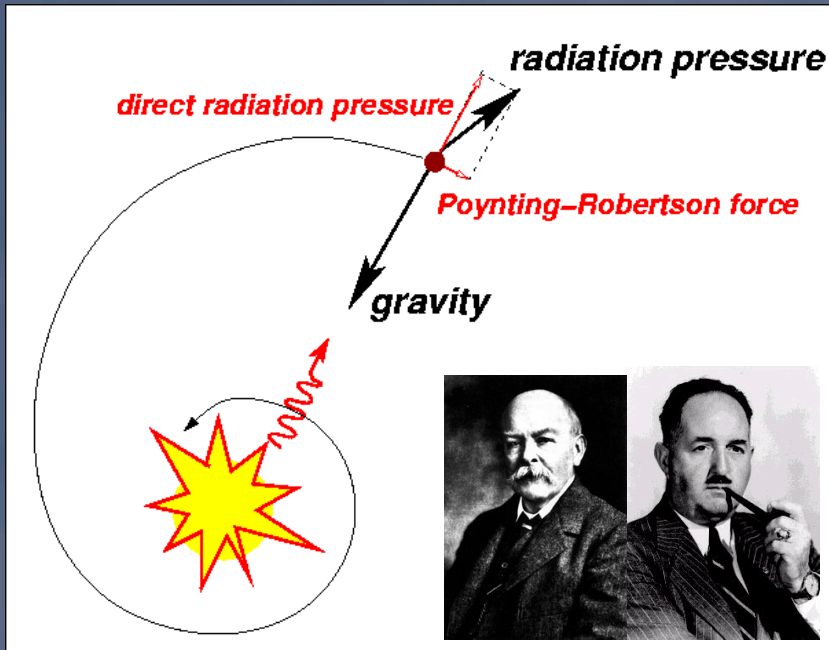 radiation pressure
direct radiation pressure
Poynting-Robertson force
gravity